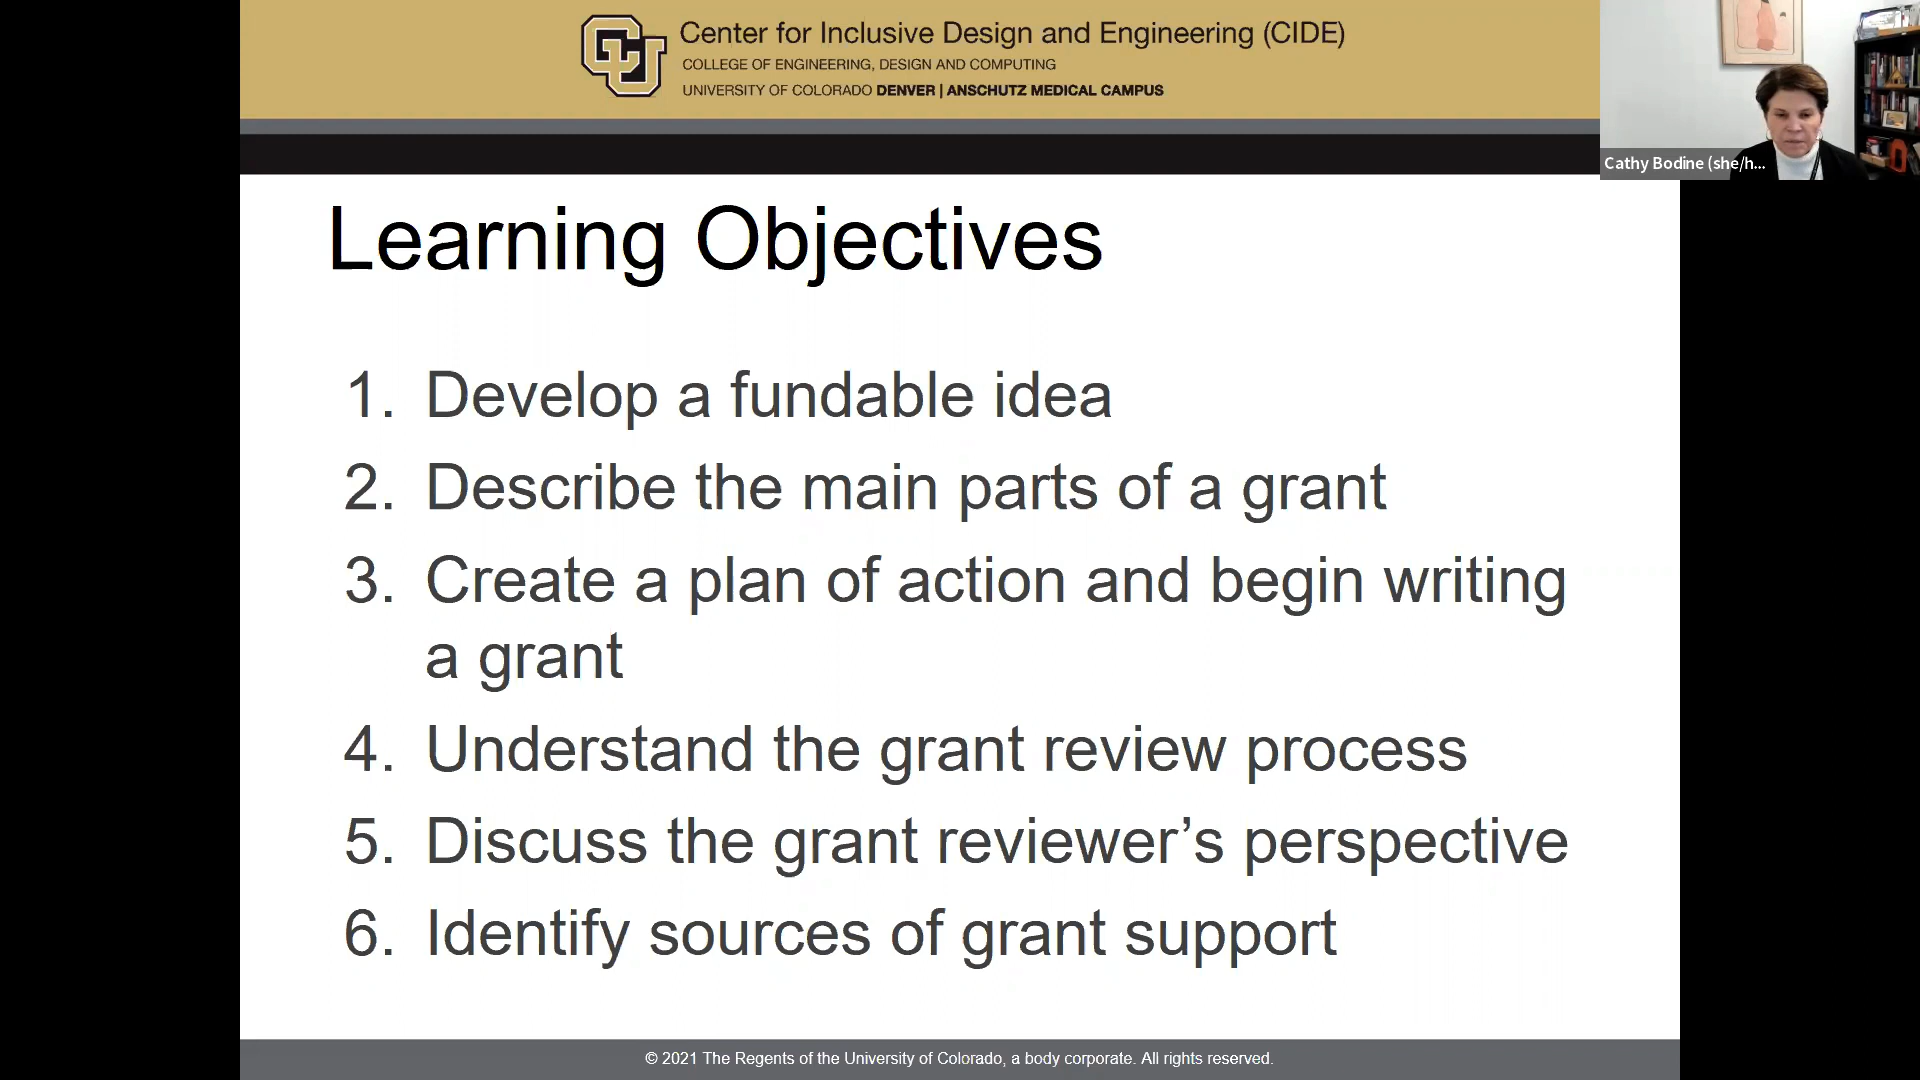 Center for Inclusive Design and Engineering (CIDE)
COLLEGE OF ENGINEERING, DESIGN AND COMPUTING
UNIVERSITY OF COLORADO DENVER | ANSCHUTZ MEDICAL CAMPUS
Cathy Bodine (she/h...
Learning Objectives
1. Develop a fundable idea
2. Describe the main parts of a grant
3. Create a plan of action and begin writing
a grant
4. Understand the grant review process
5. Discuss the grant reviewer’s perspective
6. Identify sources of grant support
© 2021 The Regents of the University of Colorado, a body corporate. All rights reserved.